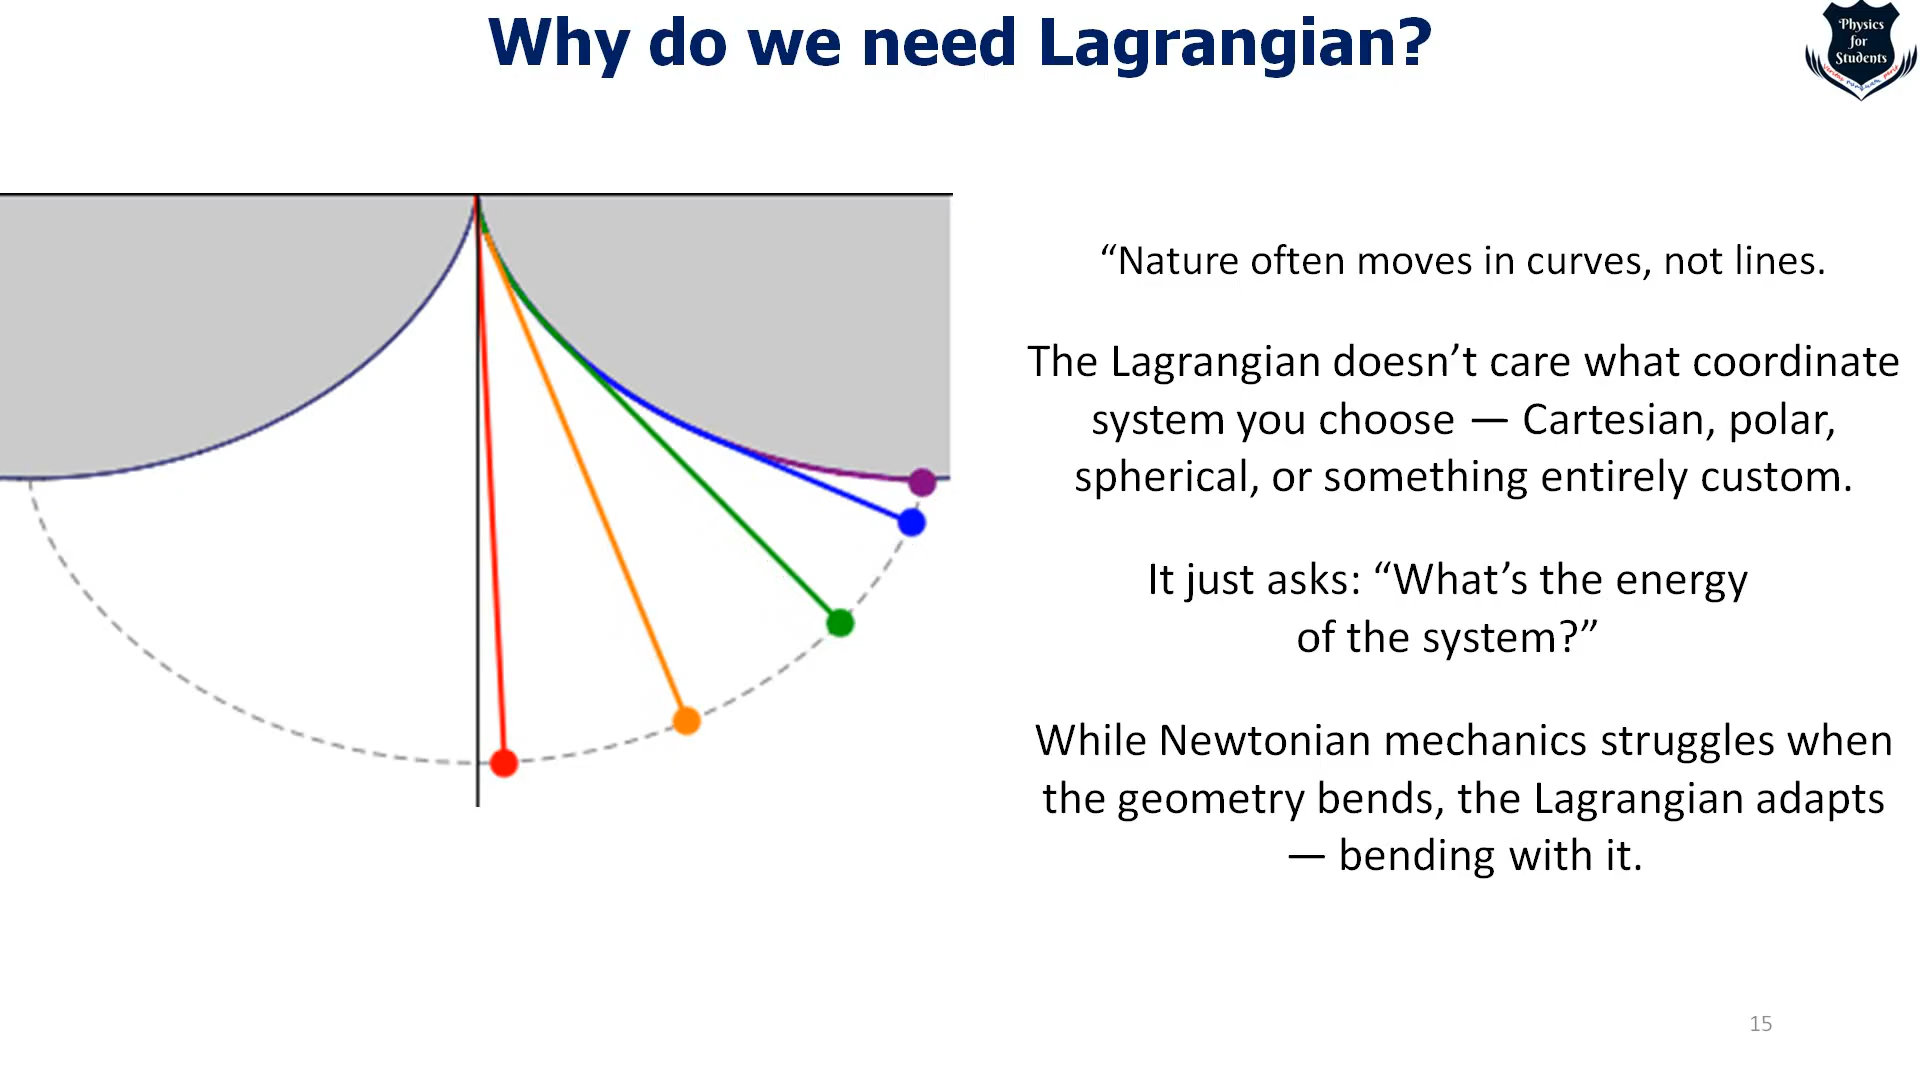 Why do we need Lagrangian?
Physics
for
Students
“Nature often moves in curves, not lines.
The Lagrangian doesn’t care what coordinate
system you choose — Cartesian, polar,
spherical, or something entirely custom.
It just asks: “What’s the energy
of the system?”
While Newtonian mechanics struggles when
the geometry bends, the Lagrangian adapts
— bending with it.
15